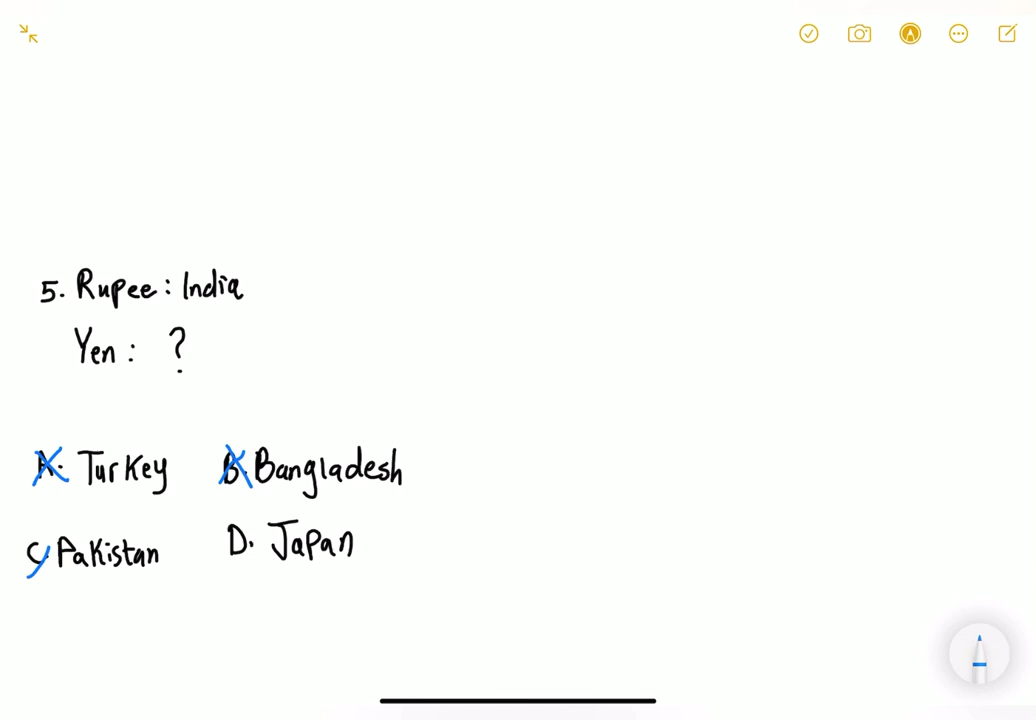 5. Rupee : India
Yen : ?
A. Turkey B. Bangladesh
C. Pakistan D. Japan